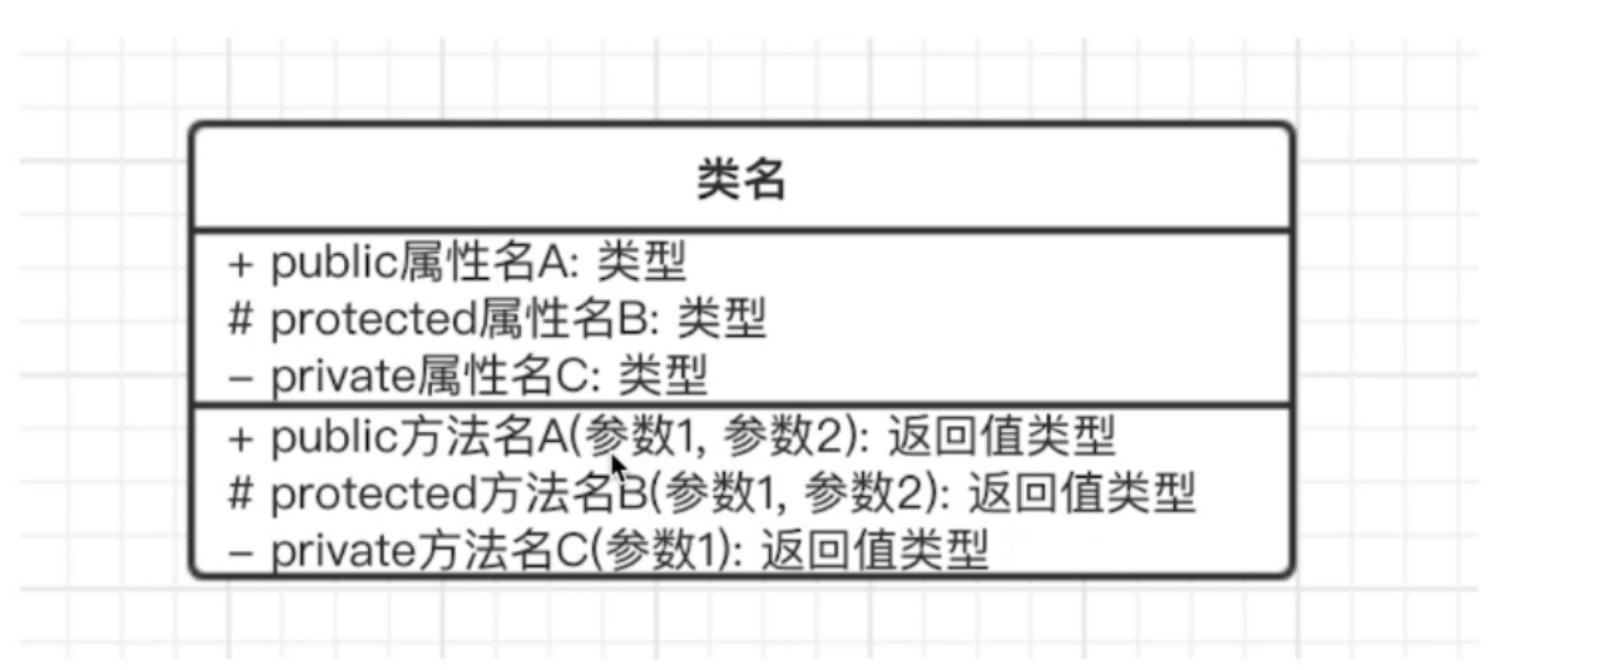 类名
+ public属性名A: 类型
# protected属性名B: 类型
– private属性名C: 类型
+ public方法名A(参数1, 参数2): 返回值类型
# protected方法名B(参数1, 参数2): 返回值类型
– private方法名C(参数1): 返回值类型